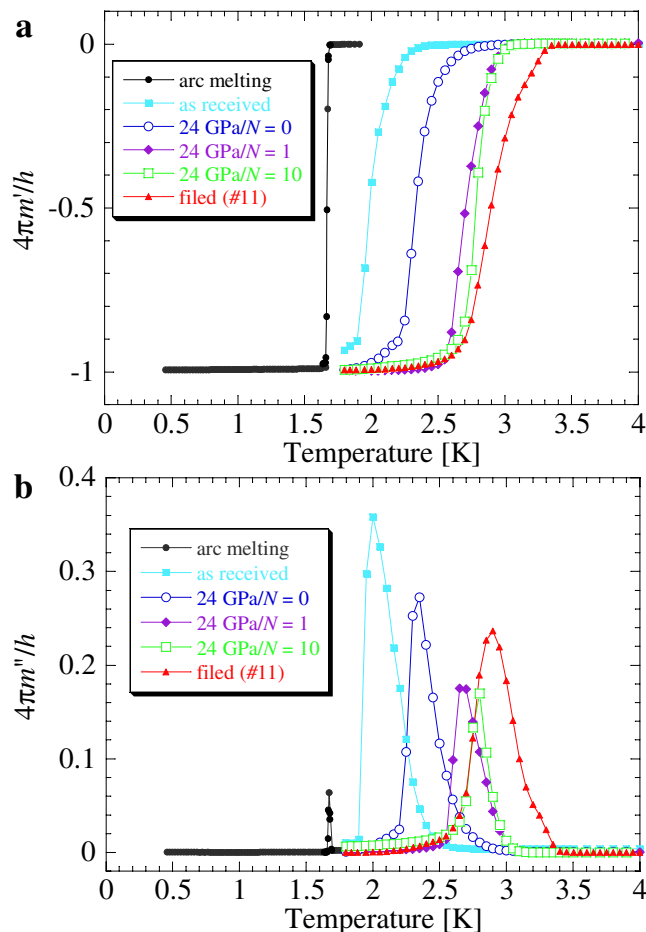 a
0
-0.5
-1
4πm'/h
arc melting
as received
24 GPa/N = 0
24 GPa/N = 1
24 GPa/N = 10
filed (#11)
0 0.5 1 1.5 2 2.5 3 3.5 4
Temperature [K]
b
0.4
0.3
0.2
0.1
0
4πm"/h
arc melting
as received
24 GPa/N = 0
24 GPa/N = 1
24 GPa/N = 10
filed (#11)
0 0.5 1 1.5 2 2.5 3 3.5 4
Temperature [K]